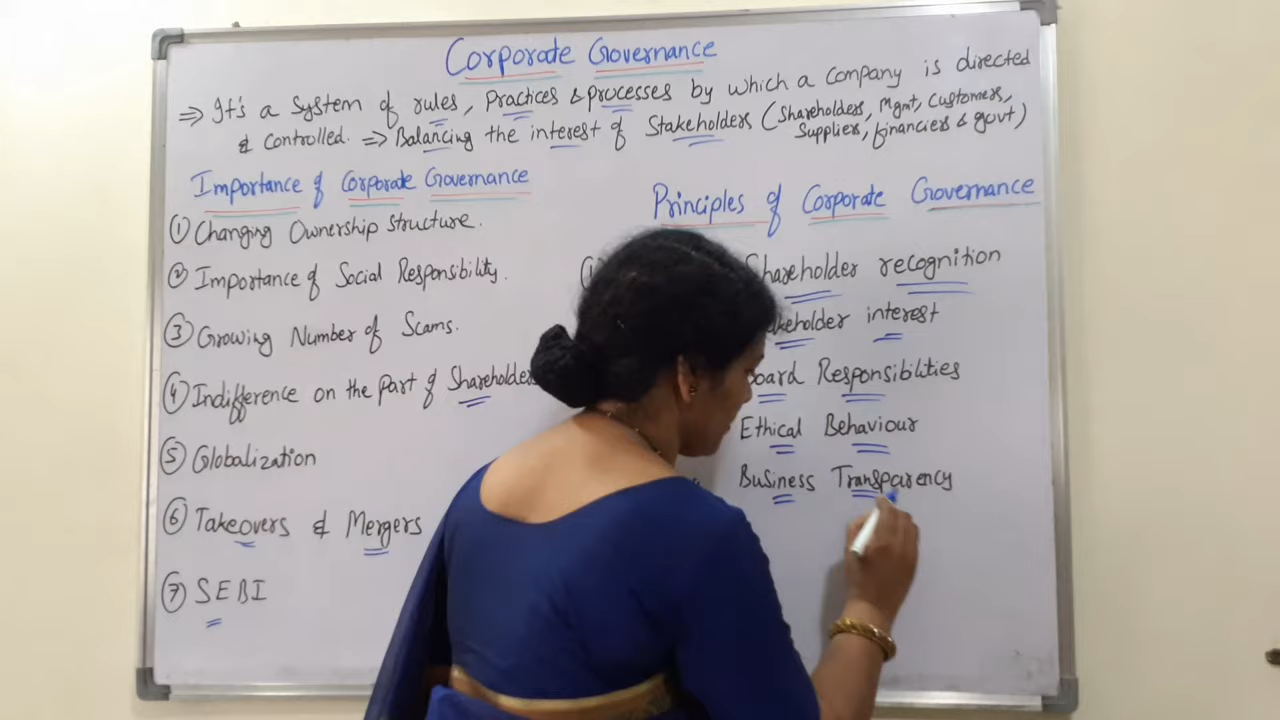 Corporate Governance
⇒ It's a System of rules, Practices & processes by which a Company is directed
& Controlled. ⇒ Balancing the interest of Stakeholders (Shareholders, Mgmt, Customers,
Suppliers, financiers & govt)
Importance of Corporate Governance
① Changing Ownership structure.
② Importance of Social Responsibility.
③ Growing Number of Scams.
④ Indifference on the part of Shareholders
⑤ Globalization
⑥ Takeovers & Mergers
⑦ SEBI
Principles of Corporate Governance
Shareholder recognition
interest
Board Responsibilities
Ethical Behaviour
Business Transparency